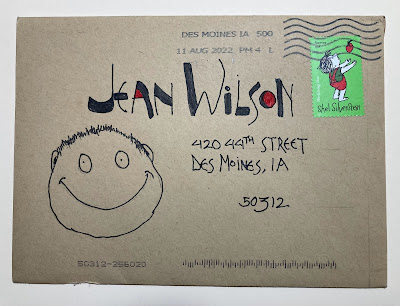 DES MOINES IA 500
11 AUG 2022 PM 4 L
JEAN WILSON
Shel Silverstein
420 44TH STREET
DES MOINES, IA
50312
50312-256020